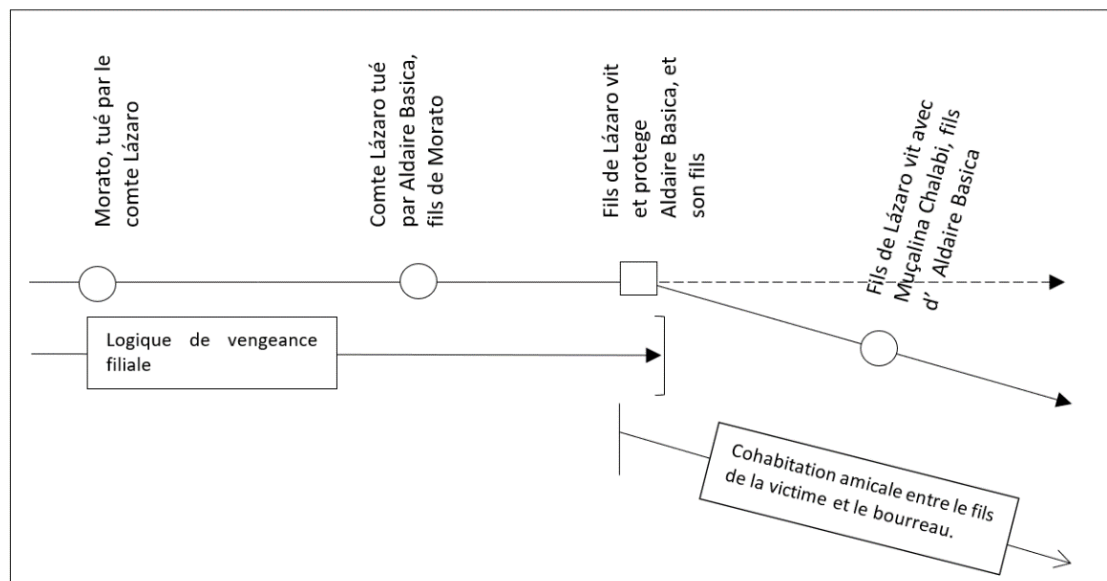 Morato, tué par le
comte Lázaro
Comte Lázaro tué
par Aldaire Basica,
fils de Morato
Fils de Lázaro vit
et protege
Aldaire Basica, et
son fils
Fils de Lázaro vit avec
Muçalina Chalabi, fils
d’ Aldaire Basica
Logique de vengeance
filiale
Cohabitation amicale entre le fils
de la victime et le bourreau.